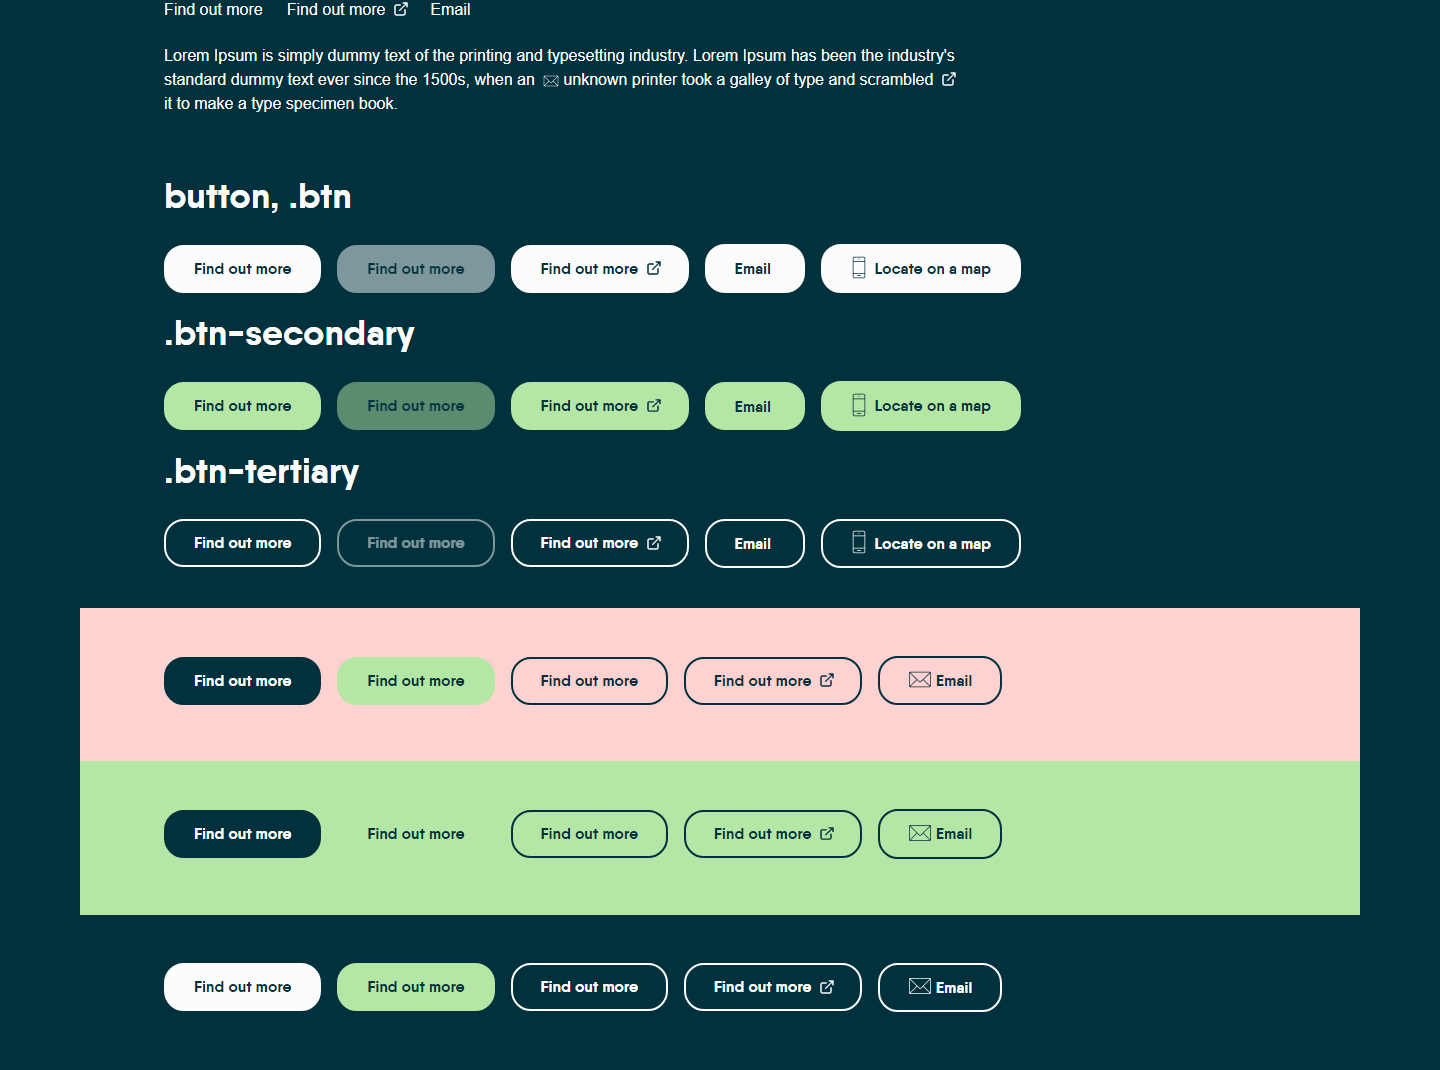 Find out more Find out more Email
Lorem Ipsum is simply dummy text of the printing and typesetting industry. Lorem Ipsum has been the industry's
standard dummy text ever since the 1500s, when an unknown printer took a galley of type and scrambled
it to make a type specimen book.
button, .btn
Find out more Find out more Find out more Email Locate on a map
.btn-secondary
Find out more Find out more Find out more Email Locate on a map
.btn-tertiary
Find out more Find out more Find out more Email Locate on a map
Find out more Find out more Find out more Find out more Email
Find out more Find out more Find out more Find out more Email
Find out more Find out more Find out more Find out more Email